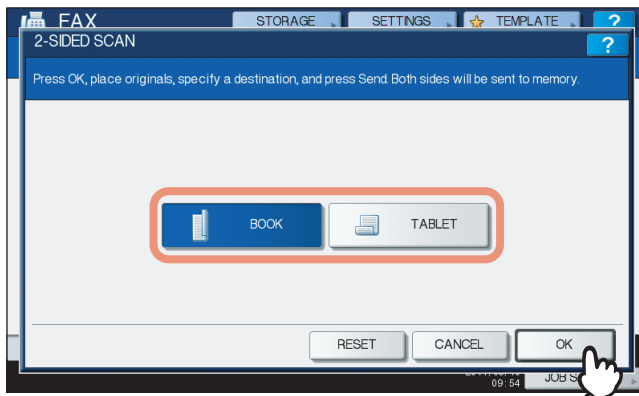 FAX STORAGE SETTINGS TEMPLATE ?
2-SIDED SCAN ?
Press OK, place originals, specify a destination, and press Send. Both sides will be sent to memory.
BOOK TABLET
RESET CANCEL OK
09:54 JOB